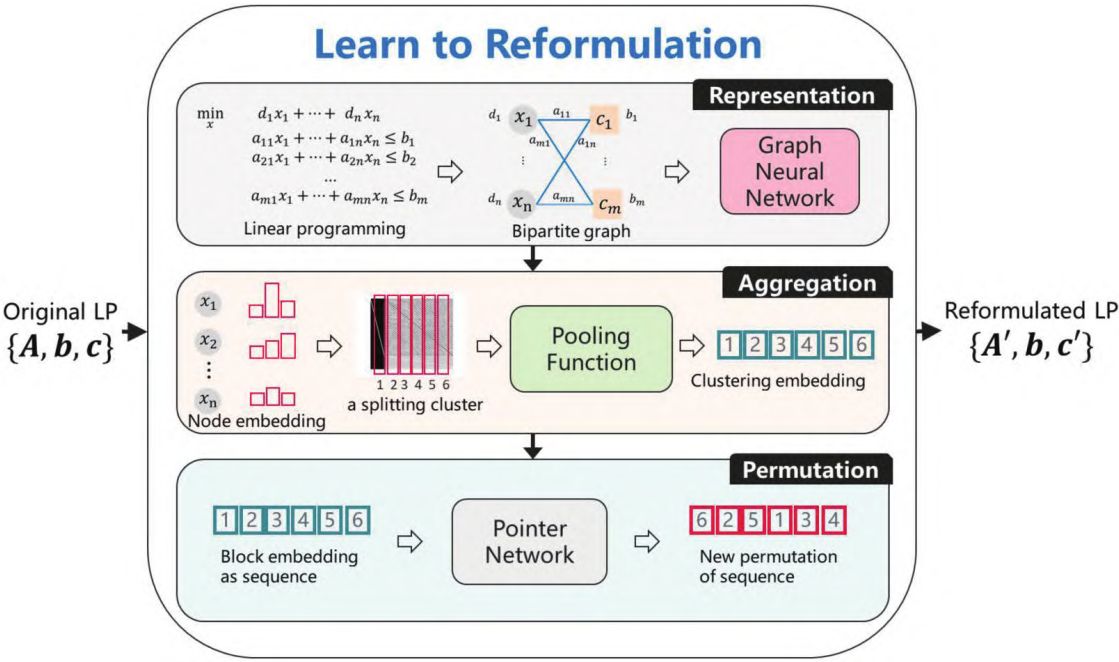 Learn to Reformulation
Representation
min
x
d₁x₁ + ⋯ + dₙxₙ
a₁₁x₁ + ⋯ + a₁ₙxₙ ≤ b₁
a₂₁x₁ + ⋯ + a₂ₙxₙ ≤ b₂
...
aₘ₁x₁ + ⋯ + aₘₙxₙ ≤ bₘ
Linear programming
d₁ x₁ a₁₁ c₁ b₁
aₘ₁ a₁ₙ
⋮ ⋮
dₙ xₙ aₘₙ cₘ bₘ
Bipartite graph
Graph
Neural
Network
Original LP
{A, b, c}
Aggregation
x₁
x₂
⋮
xₙ
Node embedding
1 2 3 4 5 6
a splitting cluster
Pooling
Function
1 2 3 4 5 6
Clustering embedding
Reformulated LP
{A′, b, c′}
Permutation
1 2 3 4 5 6
Block embedding
as sequence
Pointer
Network
6 2 5 1 3 4
New permutation
of sequence